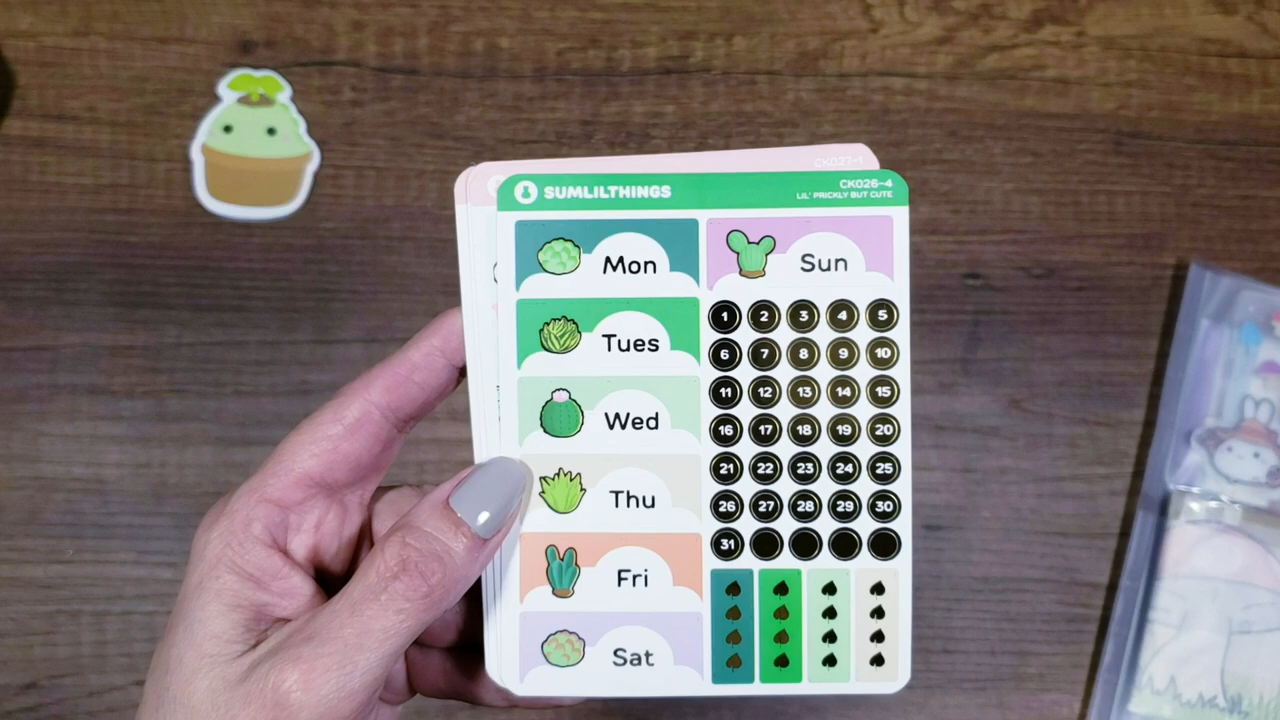 CK027-1
SUMLILTHINGS
CK026-4
LIL' PRICKLY BUT CUTE
Mon
Sun
Tues
Wed
Thu
Fri
Sat
1 2 3 4 5
6 7 8 9 10
11 12 13 14 15
16 17 18 19 20
21 22 23 24 25
26 27 28 29 30
31